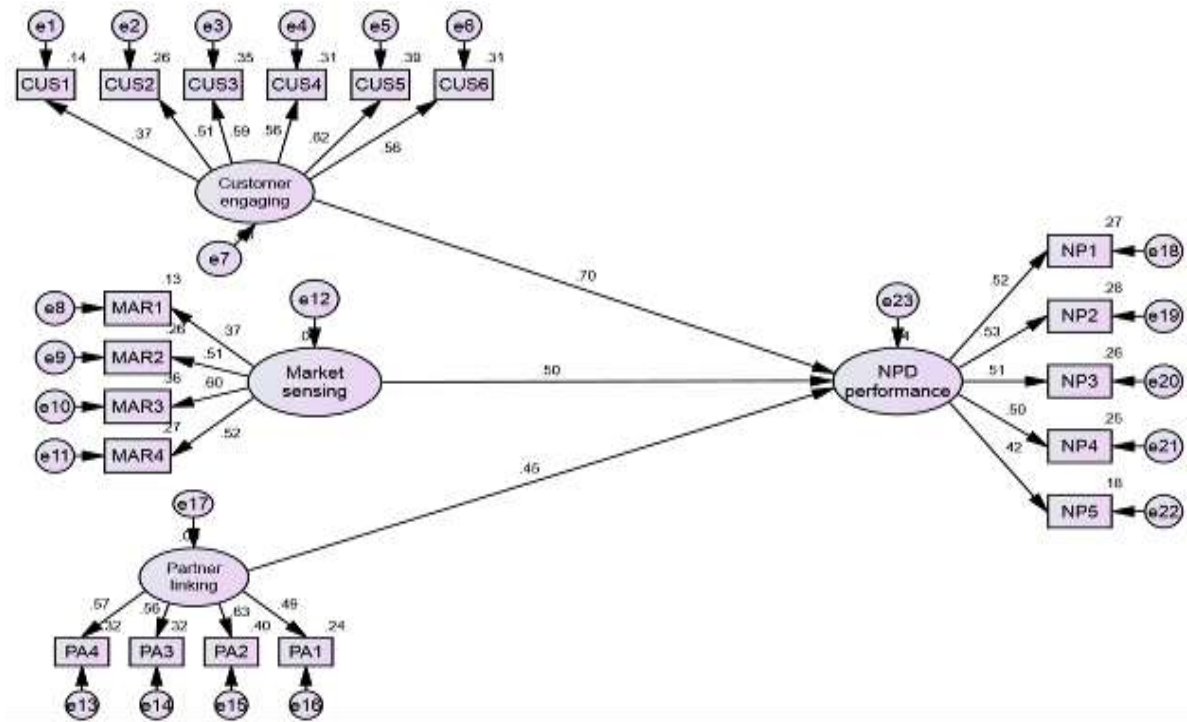 e1
e2
e3
e4
e5
e6
.14
.26
.35
.31
.39
.31
CUS1
CUS2
CUS3
CUS4
CUS5
CUS6
.37
.51
.59
.56
.62
.56
Customer
engaging
e7
.70
.13
e8
MAR1
.37
.26
e9
MAR2
.51
.36
e10
MAR3
.60
.27
e11
MAR4
.52
e12
Market
sensing
.50
e17
Partner
linking
.45
.57
.56
.63
.49
.32
.32
.40
.24
PA4
PA3
PA2
PA1
e13
e14
e15
e16
e23
NPD
performance
.52
.53
.51
.50
.42
.27
NP1
e18
.28
NP2
e19
.26
NP3
e20
.25
NP4
e21
.18
NP5
e22